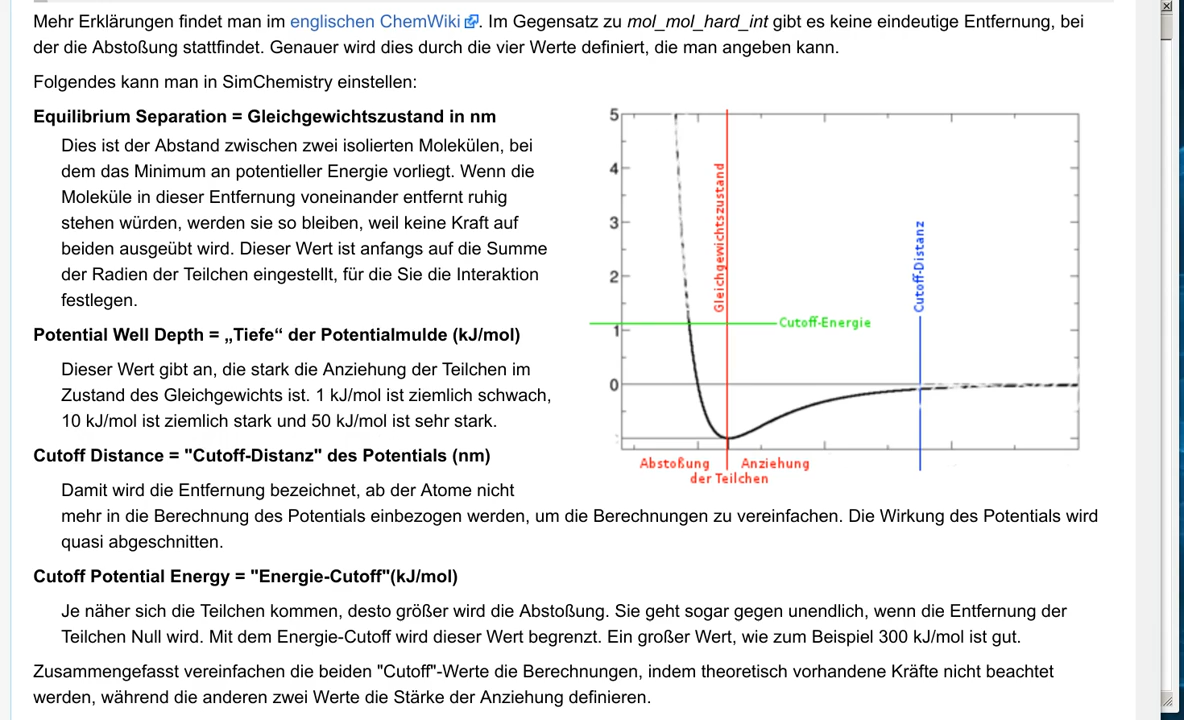 Mehr Erklärungen findet man im englischen ChemWiki. Im Gegensatz zu mol_mol_hard_int gibt es keine eindeutige Entfernung, bei
der die Abstoßung stattfindet. Genauer wird dies durch die vier Werte definiert, die man angeben kann.
Folgendes kann man in SimChemistry einstellen:
Equilibrium Separation = Gleichgewichtszustand in nm
Dies ist der Abstand zwischen zwei isolierten Molekülen, bei
dem das Minimum an potentieller Energie vorliegt. Wenn die
Moleküle in dieser Entfernung voneinander entfernt ruhig
stehen würden, werden sie so bleiben, weil keine Kraft auf
beiden ausgeübt wird. Dieser Wert ist anfangs auf die Summe
der Radien der Teilchen eingestellt, für die Sie die Interaktion
festlegen.
Potential Well Depth = „Tiefe“ der Potentialmulde (kJ/mol)
Dieser Wert gibt an, die stark die Anziehung der Teilchen im
Zustand des Gleichgewichts ist. 1 kJ/mol ist ziemlich schwach,
10 kJ/mol ist ziemlich stark und 50 kJ/mol ist sehr stark.
Cutoff Distance = "Cutoff-Distanz" des Potentials (nm)
Damit wird die Entfernung bezeichnet, ab der Atome nicht
mehr in die Berechnung des Potentials einbezogen werden, um die Berechnungen zu vereinfachen. Die Wirkung des Potentials wird
quasi abgeschnitten.
Cutoff Potential Energy = "Energie-Cutoff"(kJ/mol)
Je näher sich die Teilchen kommen, desto größer wird die Abstoßung. Sie geht sogar gegen unendlich, wenn die Entfernung der
Teilchen Null wird. Mit dem Energie-Cutoff wird dieser Wert begrenzt. Ein großer Wert, wie zum Beispiel 300 kJ/mol ist gut.
Zusammengefasst vereinfachen die beiden "Cutoff"-Werte die Berechnungen, indem theoretisch vorhandene Kräfte nicht beachtet
werden, während die anderen zwei Werte die Stärke der Anziehung definieren.
5
4
3
2
1
0
Gleichgewichtszustand
Cutoff-Distanz
Cutoff-Energie
Abstoßung
Anziehung
der Teilchen